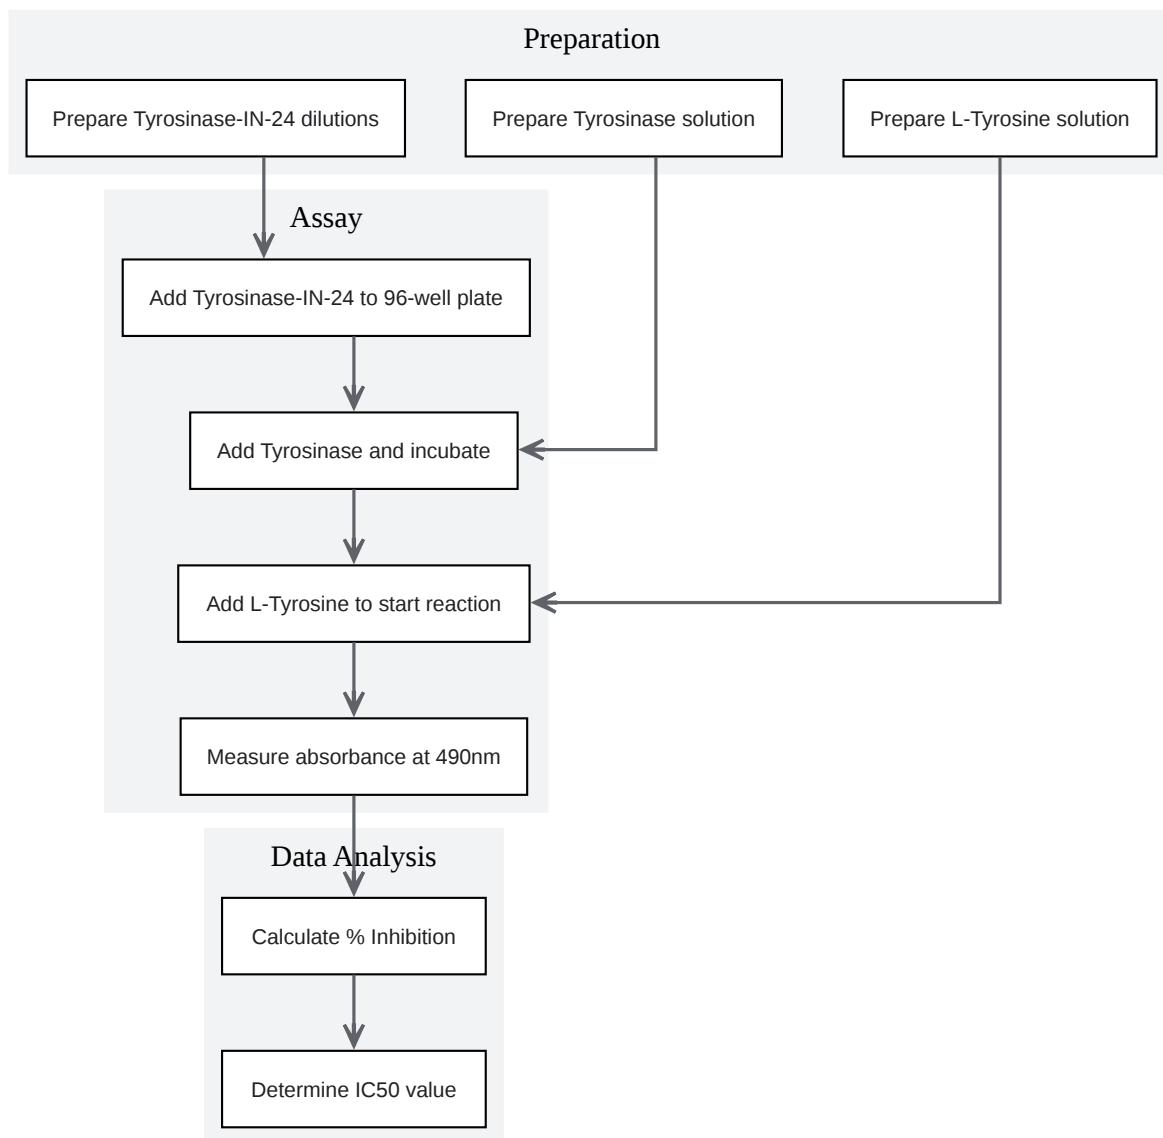 Preparation
Prepare Tyrosinase-IN-24 dilutions
Prepare Tyrosinase solution
Prepare L-Tyrosine solution
Assay
Add Tyrosinase-IN-24 to 96-well plate
Add Tyrosinase and incubate
Add L-Tyrosine to start reaction
Measure absorbance at 490nm
Data Analysis
Calculate % Inhibition
Determine IC50 value